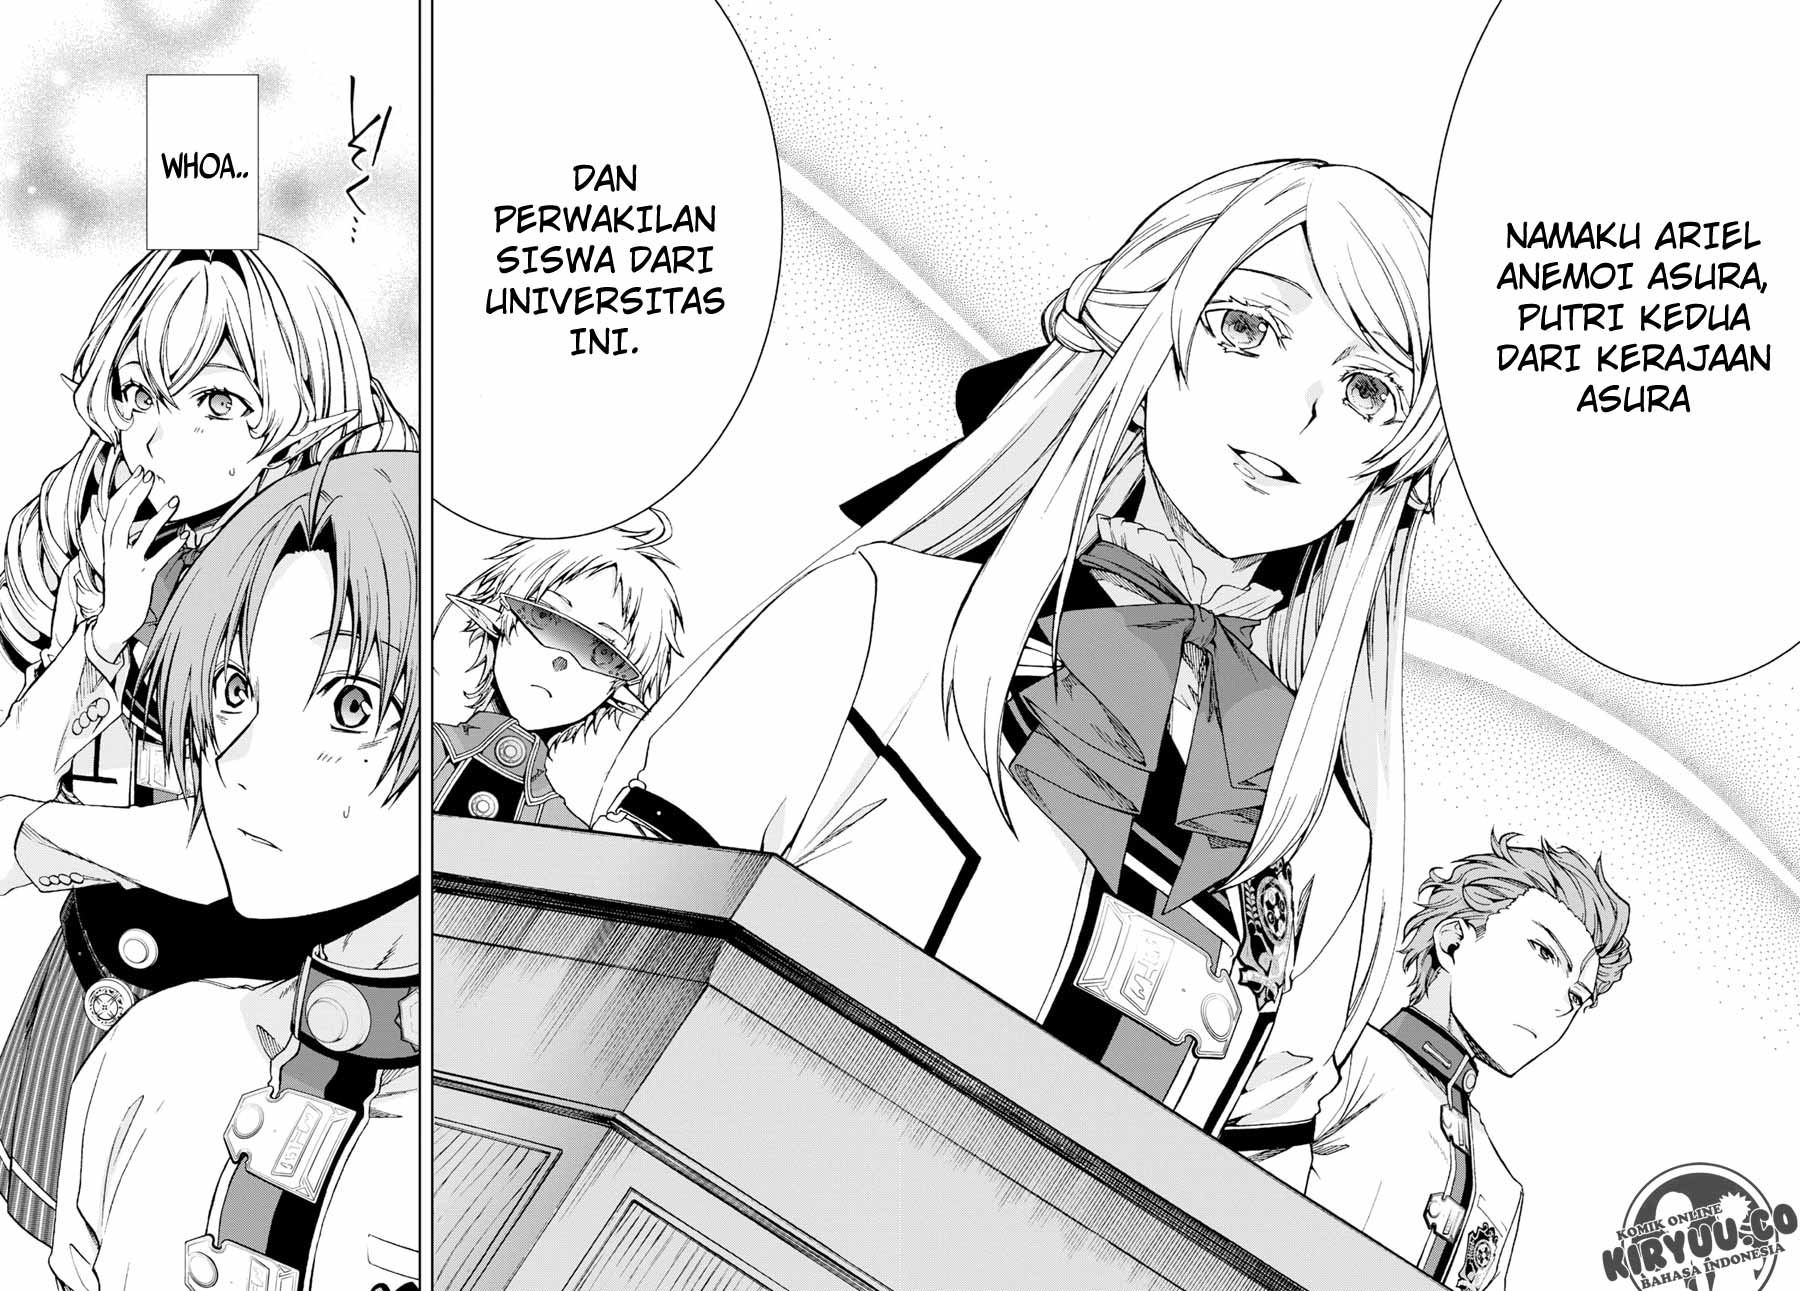 NAMAKU ARIEL
ANEMOI ASURA,
PUTRI KEDUA
DARI KERAJAAN
ASURA
DAN
PERWAKILAN
SISWA DARI
UNIVERSITAS
INI.
WHOA..
KOMIK ONLINE
KIRYUU.CO
BAHASA INDONESIA